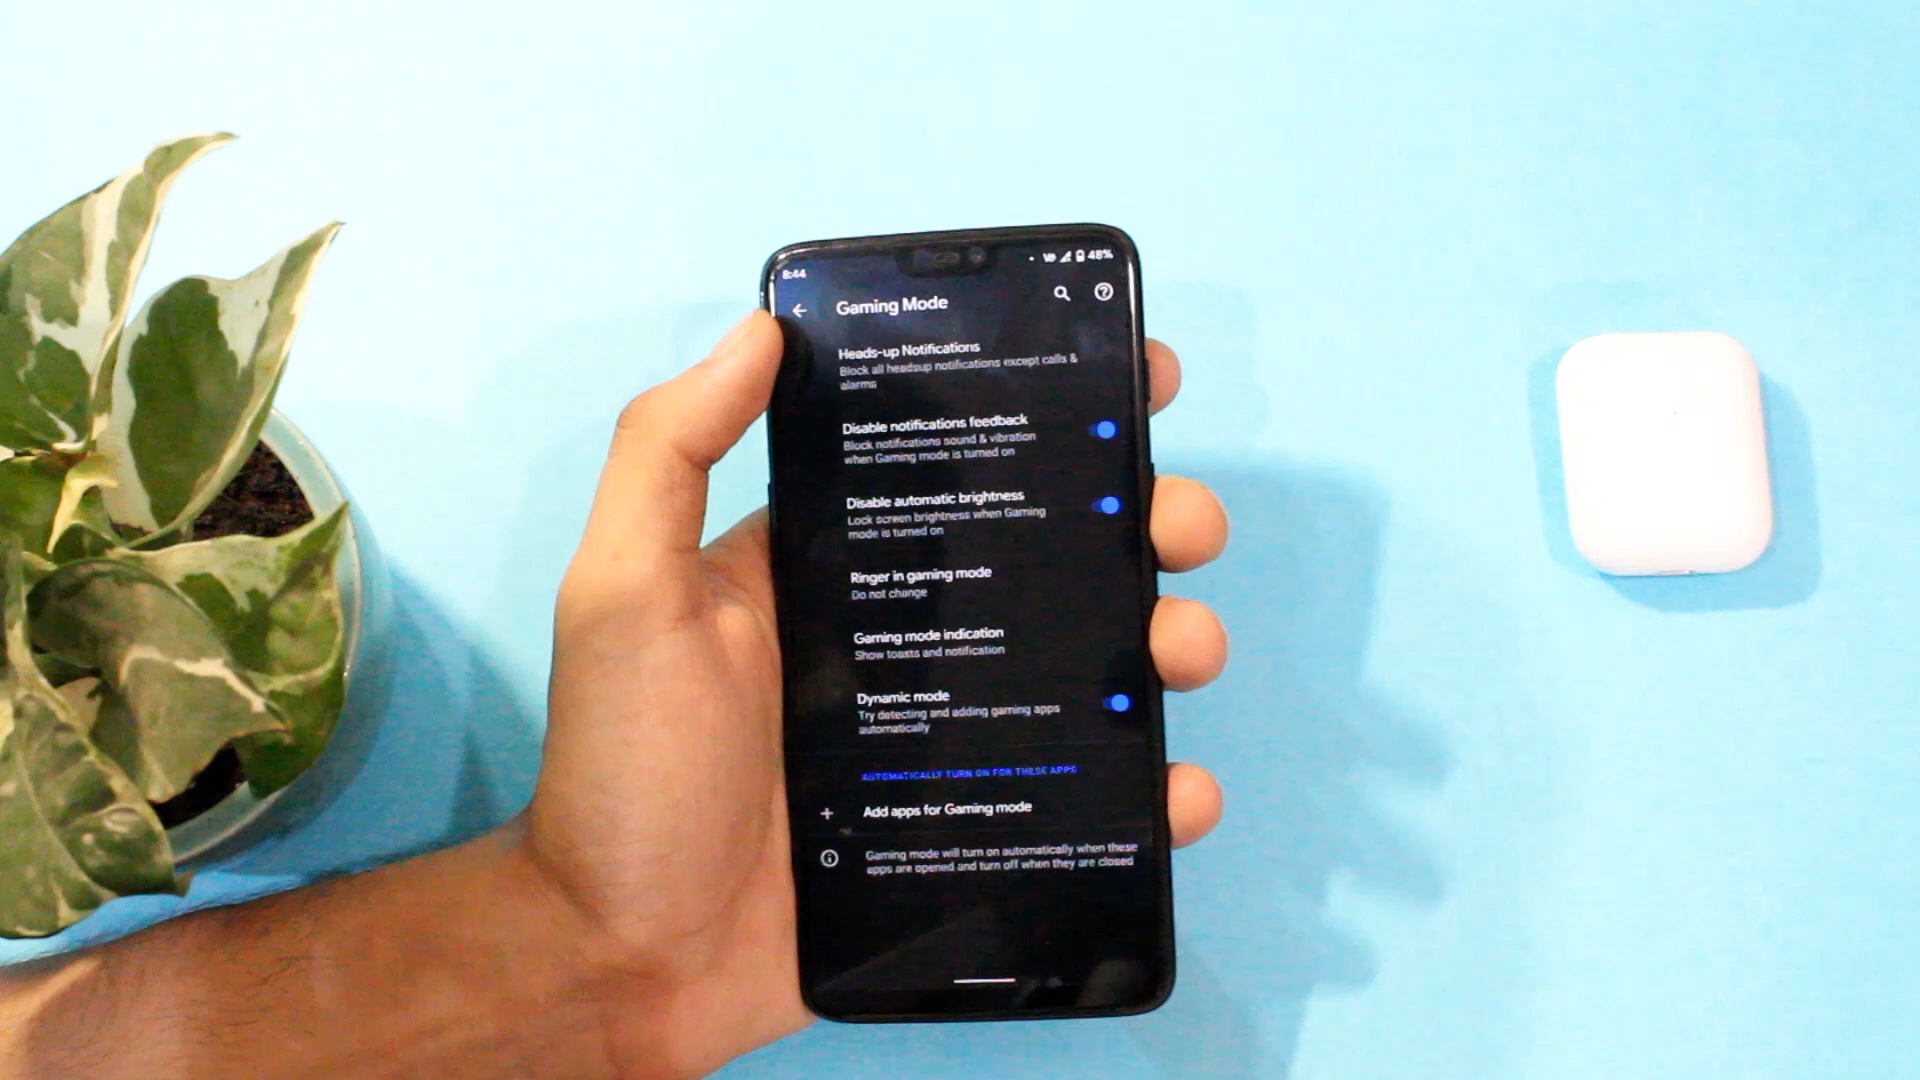 8:44
48%
Gaming Mode
Heads-up Notifications
Block all headsup notifications except calls &
alarms
Disable notifications feedback
Block notifications sound & vibration
when Gaming mode is turned on
Disable automatic brightness
Lock screen brightness when Gaming
mode is turned on
Ringer in gaming mode
Do not change
Gaming mode indication
Show toasts and notification
Dynamic mode
Try detecting and adding gaming apps
automatically
AUTOMATICALLY TURN ON FOR THESE APPS
Add apps for Gaming mode
Gaming mode will turn on automatically when these
apps are opened and turn off when they are closed